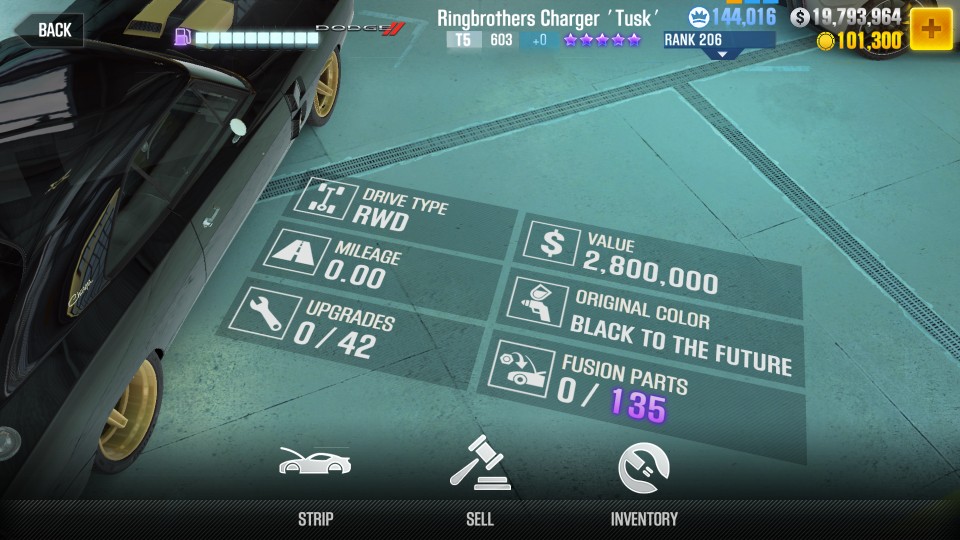 BACK
DODGE
Ringbrothers Charger 'Tusk'
T5 603 +0
RANK 206
144,016
$ 19,793,964
101,300
+
DRIVE TYPE
RWD
MILEAGE
0.00
UPGRADES
0 / 42
$
VALUE
2,800,000
ORIGINAL COLOR
BLACK TO THE FUTURE
FUSION PARTS
0 / 135
Charger
STRIP
SELL
INVENTORY